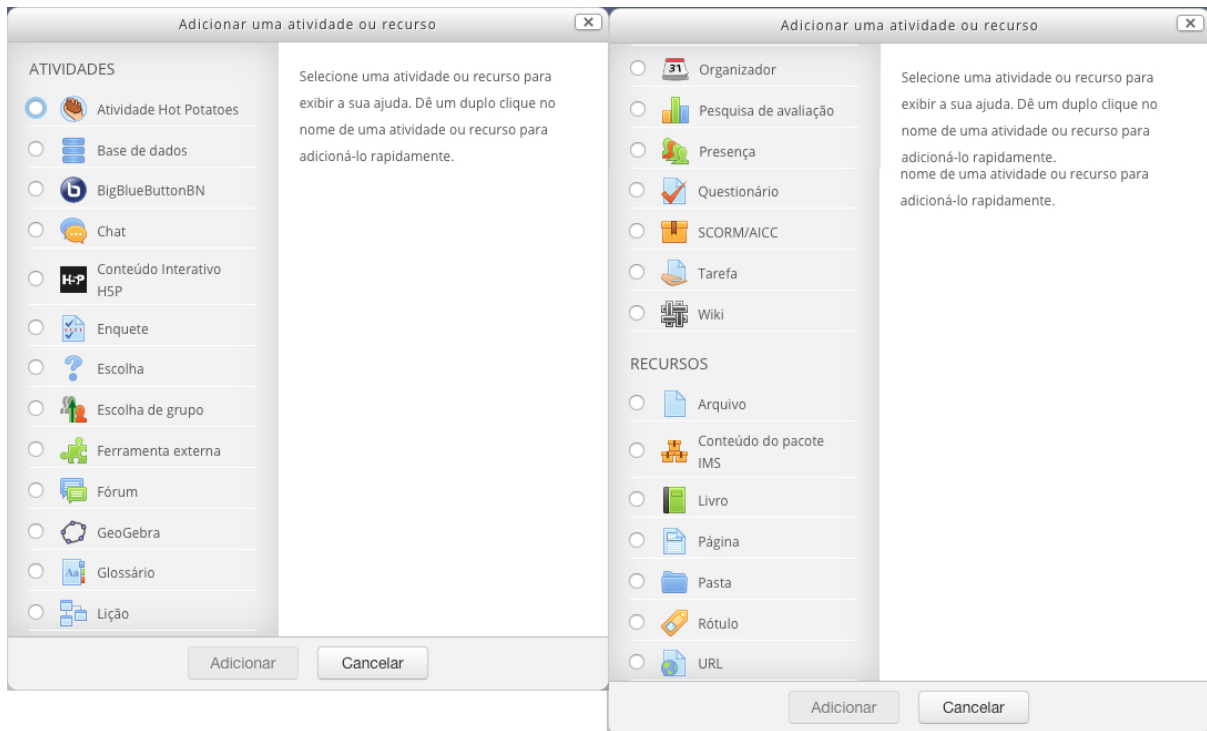 Adicionar uma atividade ou recurso
ATIVIDADES
Atividade Hot Potatoes
Base de dados
BigBlueButtonBN
Chat
H5P
Conteúdo Interativo
H5P
Enquete
Escolha
Escolha de grupo
Ferramenta externa
Fórum
GeoGebra
Aa
Glossário
Lição
Selecione uma atividade ou recurso para
exibir a sua ajuda. Dê um duplo clique no
nome de uma atividade ou recurso para
adicioná-lo rapidamente.
Adicionar
Cancelar
Adicionar uma atividade ou recurso
31
Organizador
Pesquisa de avaliação
Presença
Questionário
SCORM/AICC
Tarefa
Wiki
RECURSOS
Arquivo
Conteúdo do pacote
IMS
Livro
Página
Pasta
Rótulo
URL
Selecione uma atividade ou recurso para
exibir a sua ajuda. Dê um duplo clique no
nome de uma atividade ou recurso para
adicioná-lo rapidamente.
nome de uma atividade ou recurso para
adicioná-lo rapidamente.
Adicionar
Cancelar